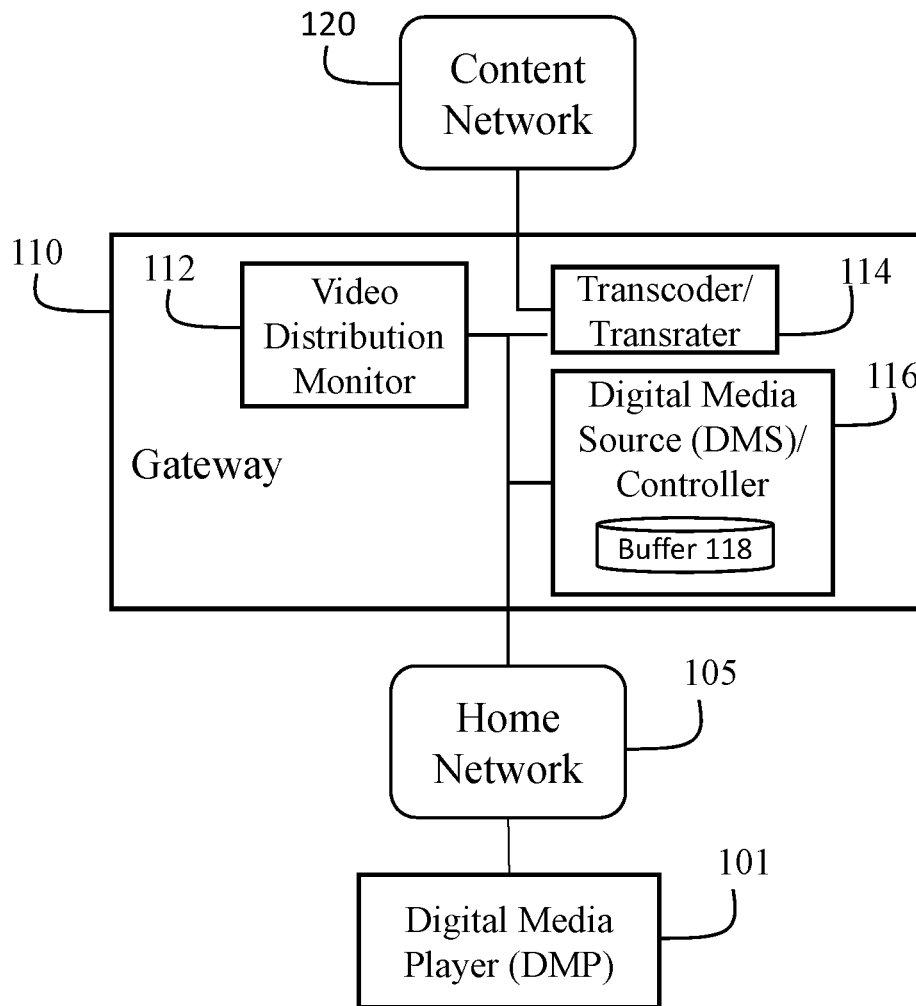 120
Content
Network
110
112
Video
Distribution
Monitor
Transcoder/
Transrater
114
Digital Media
Source (DMS)/
Controller
116
Buffer 118
Gateway
Home
Network
105
101
Digital Media
Player (DMP)